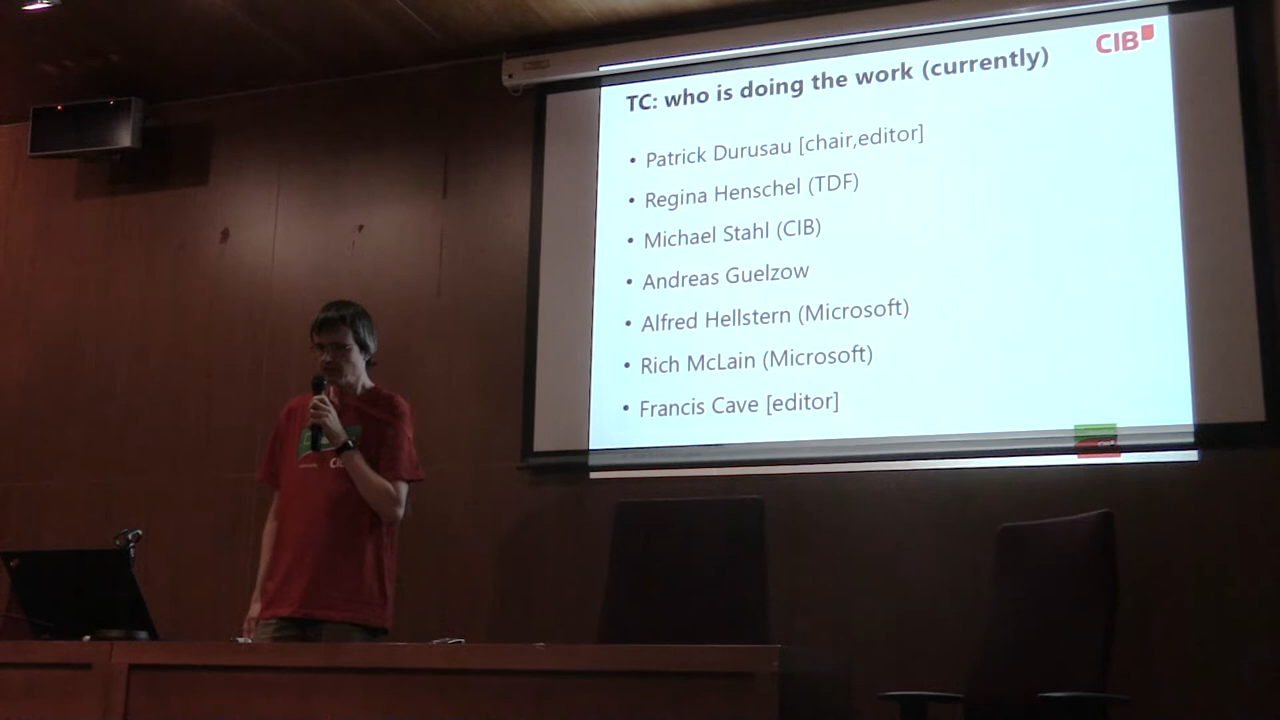 CIB
TC: who is doing the work (currently)
• Patrick Durusau [chair,editor]
• Regina Henschel (TDF)
• Michael Stahl (CIB)
• Andreas Guelzow
• Alfred Hellstern (Microsoft)
• Rich McLain (Microsoft)
• Francis Cave [editor]